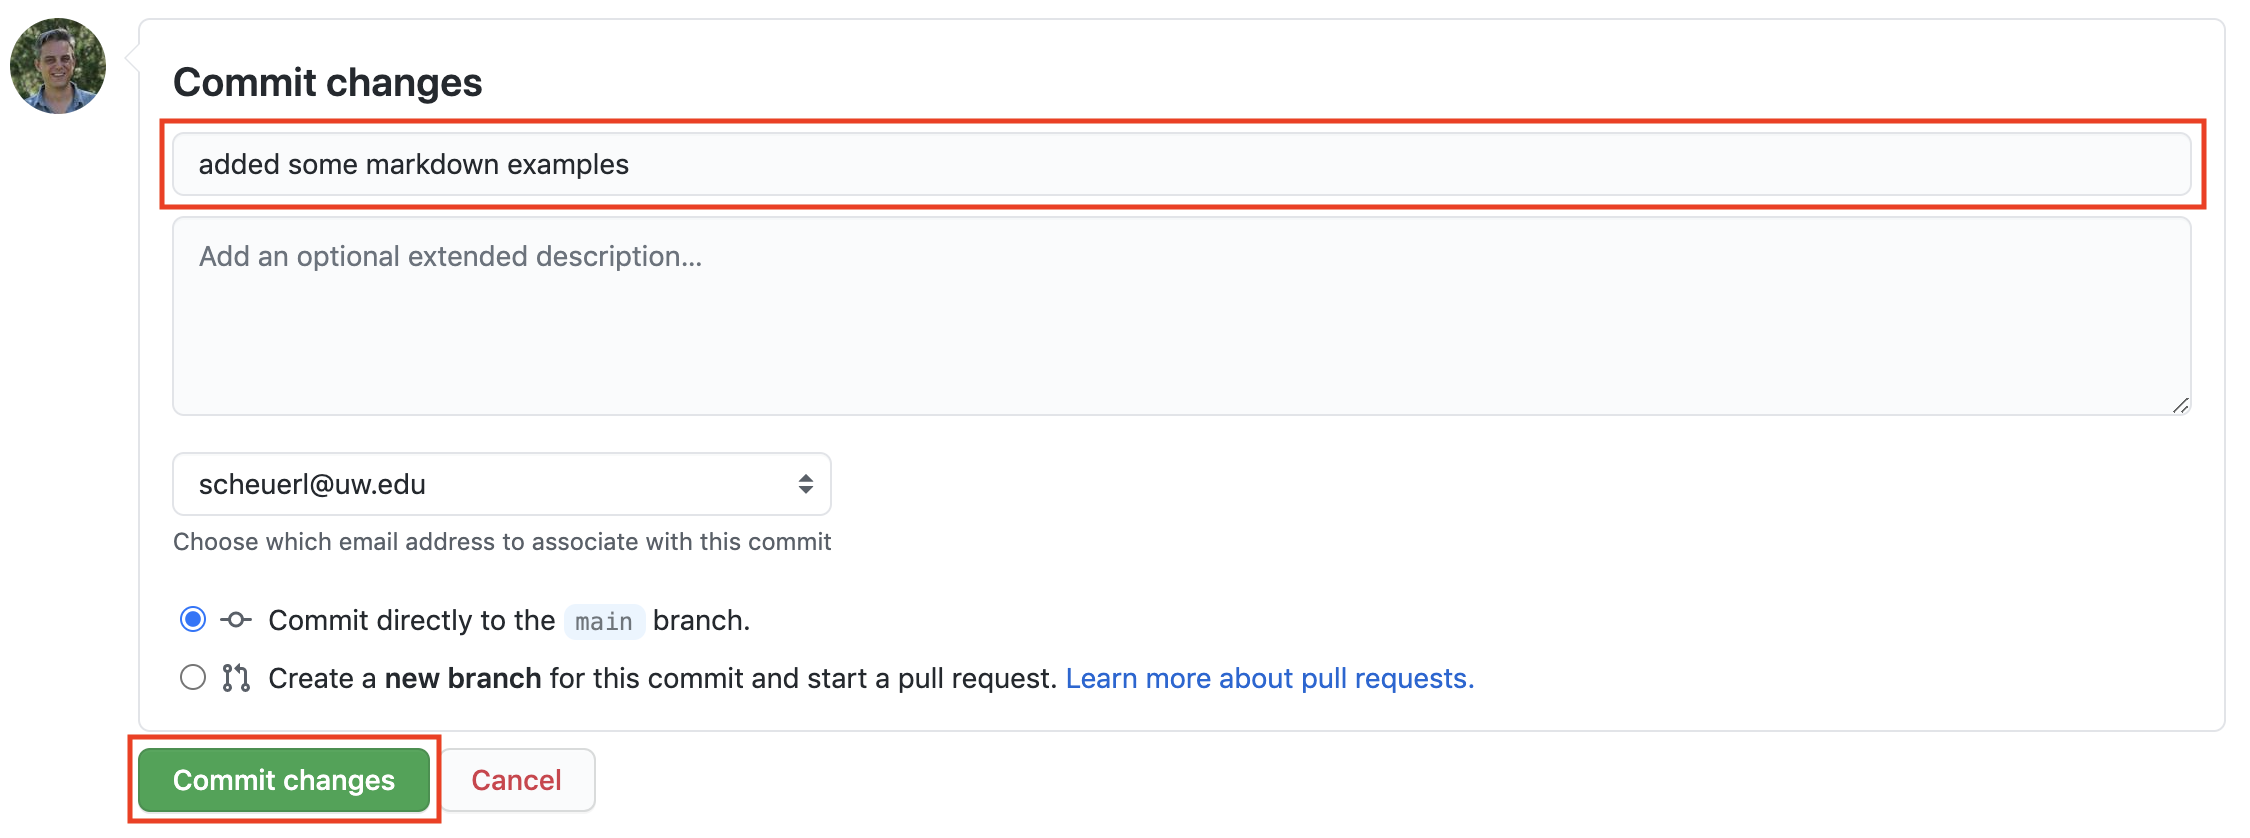 Commit changes
added some markdown examples
Add an optional extended description...
scheuerl@uw.edu
Choose which email address to associate with this commit
Commit directly to the main branch.
Create a new branch for this commit and start a pull request. Learn more about pull requests.
Commit changes Cancel